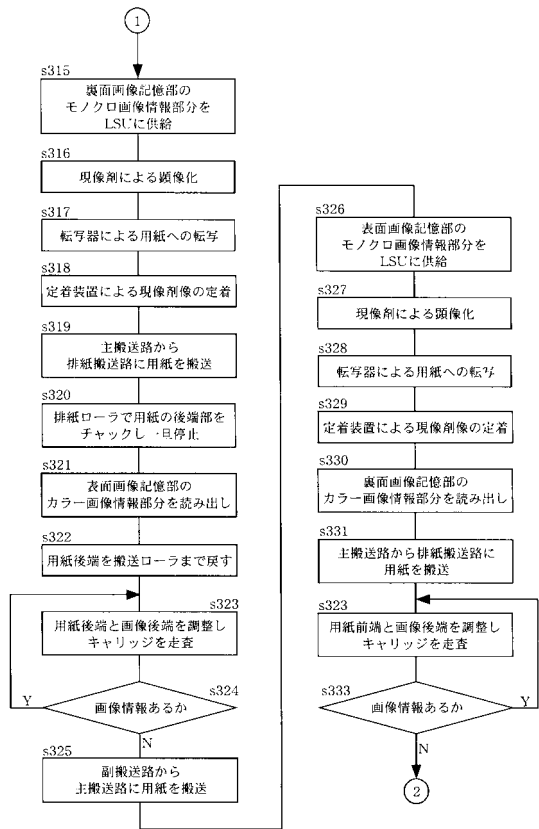 1
s315
裏面画像記憶部の
モノクロ画像情報部分を
LSUに供給
s316
現像剤による顕像化
s317
転写器による用紙への転写
s318
定着装置による現像剤像の定着
s319
主搬送路から
排紙搬送路に用紙を搬送
s320
排紙ローラで用紙の後端部を
チャックし一旦停止
s321
表面画像記憶部の
カラー画像情報部分を読み出し
s322
用紙後端を搬送ローラまで戻す
s323
用紙後端と画像後端を調整し
キャリッジを走査
s324
画像情報あるか
Y
N
s325
副搬送路から
主搬送路に用紙を搬送
s326
表面画像記憶部の
モノクロ画像情報部分を
LSUに供給
s327
現像剤による顕像化
s328
転写器による用紙への転写
s329
定着装置による現像剤像の定着
s330
裏面画像記憶部の
カラー画像情報部分を読み出し
s331
主搬送路から排紙搬送路に
用紙を搬送
s323
用紙前端と画像後端を調整し
キャリッジを走査
s333
画像情報あるか
Y
N
2